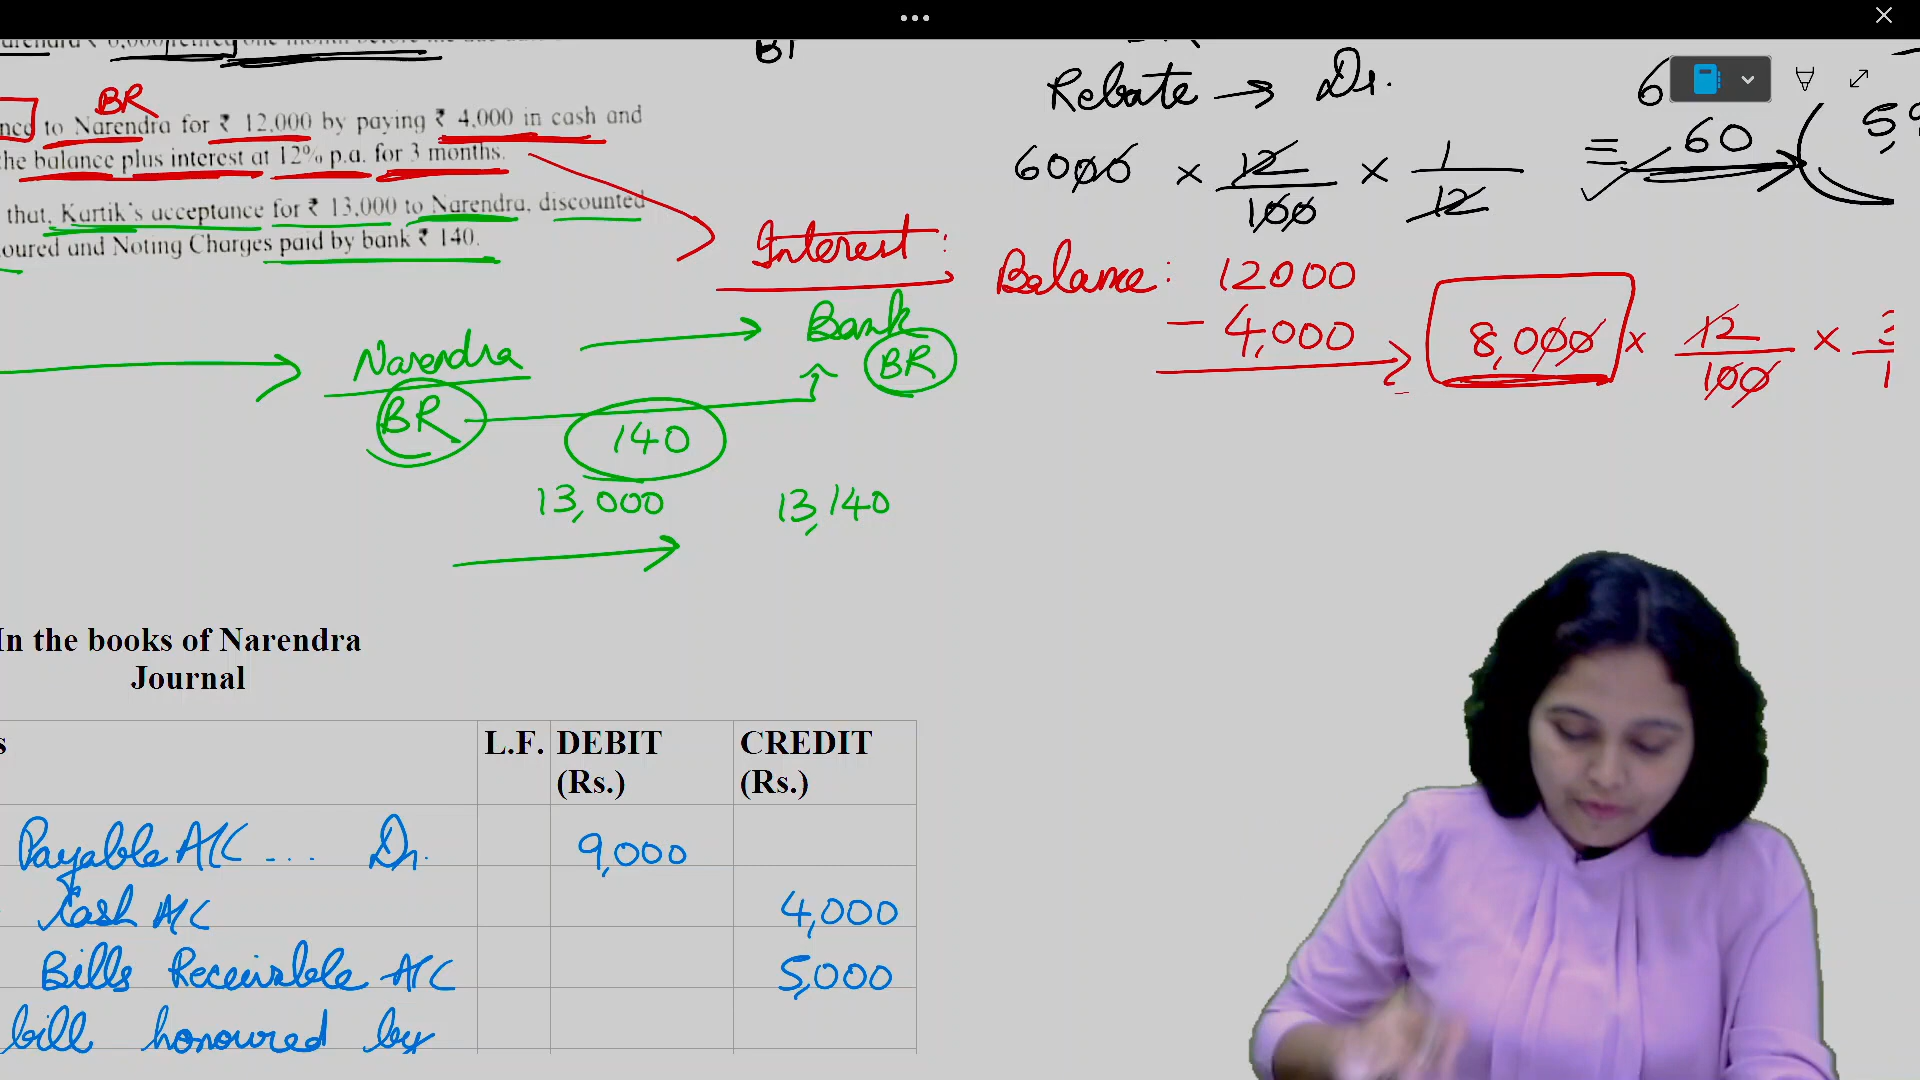 BR
to Narendra for ₹ 12,000 by paying ₹ 4,000 in cash and
the balance plus interest at 12% p.a. for 3 months.
that, Kartik's acceptance for ₹ 13,000 to Narendra, discounted
oured and Noting Charges paid by bank ₹ 140.
Rebate → Dr.
6000 × 12/100 × 1/12 = 60
Interest :
Balance : 12000
- 4,000
8,000 × 12/100 ×
Narendra → Bank
BR
BR
140
13,000
13,140
In the books of Narendra
Journal
L.F. DEBIT (Rs.) CREDIT (Rs.)
Payable A/C ... Dr. 9,000
Cash A/C 4,000
Bills Receivable A/C 5,000
bill honoured by